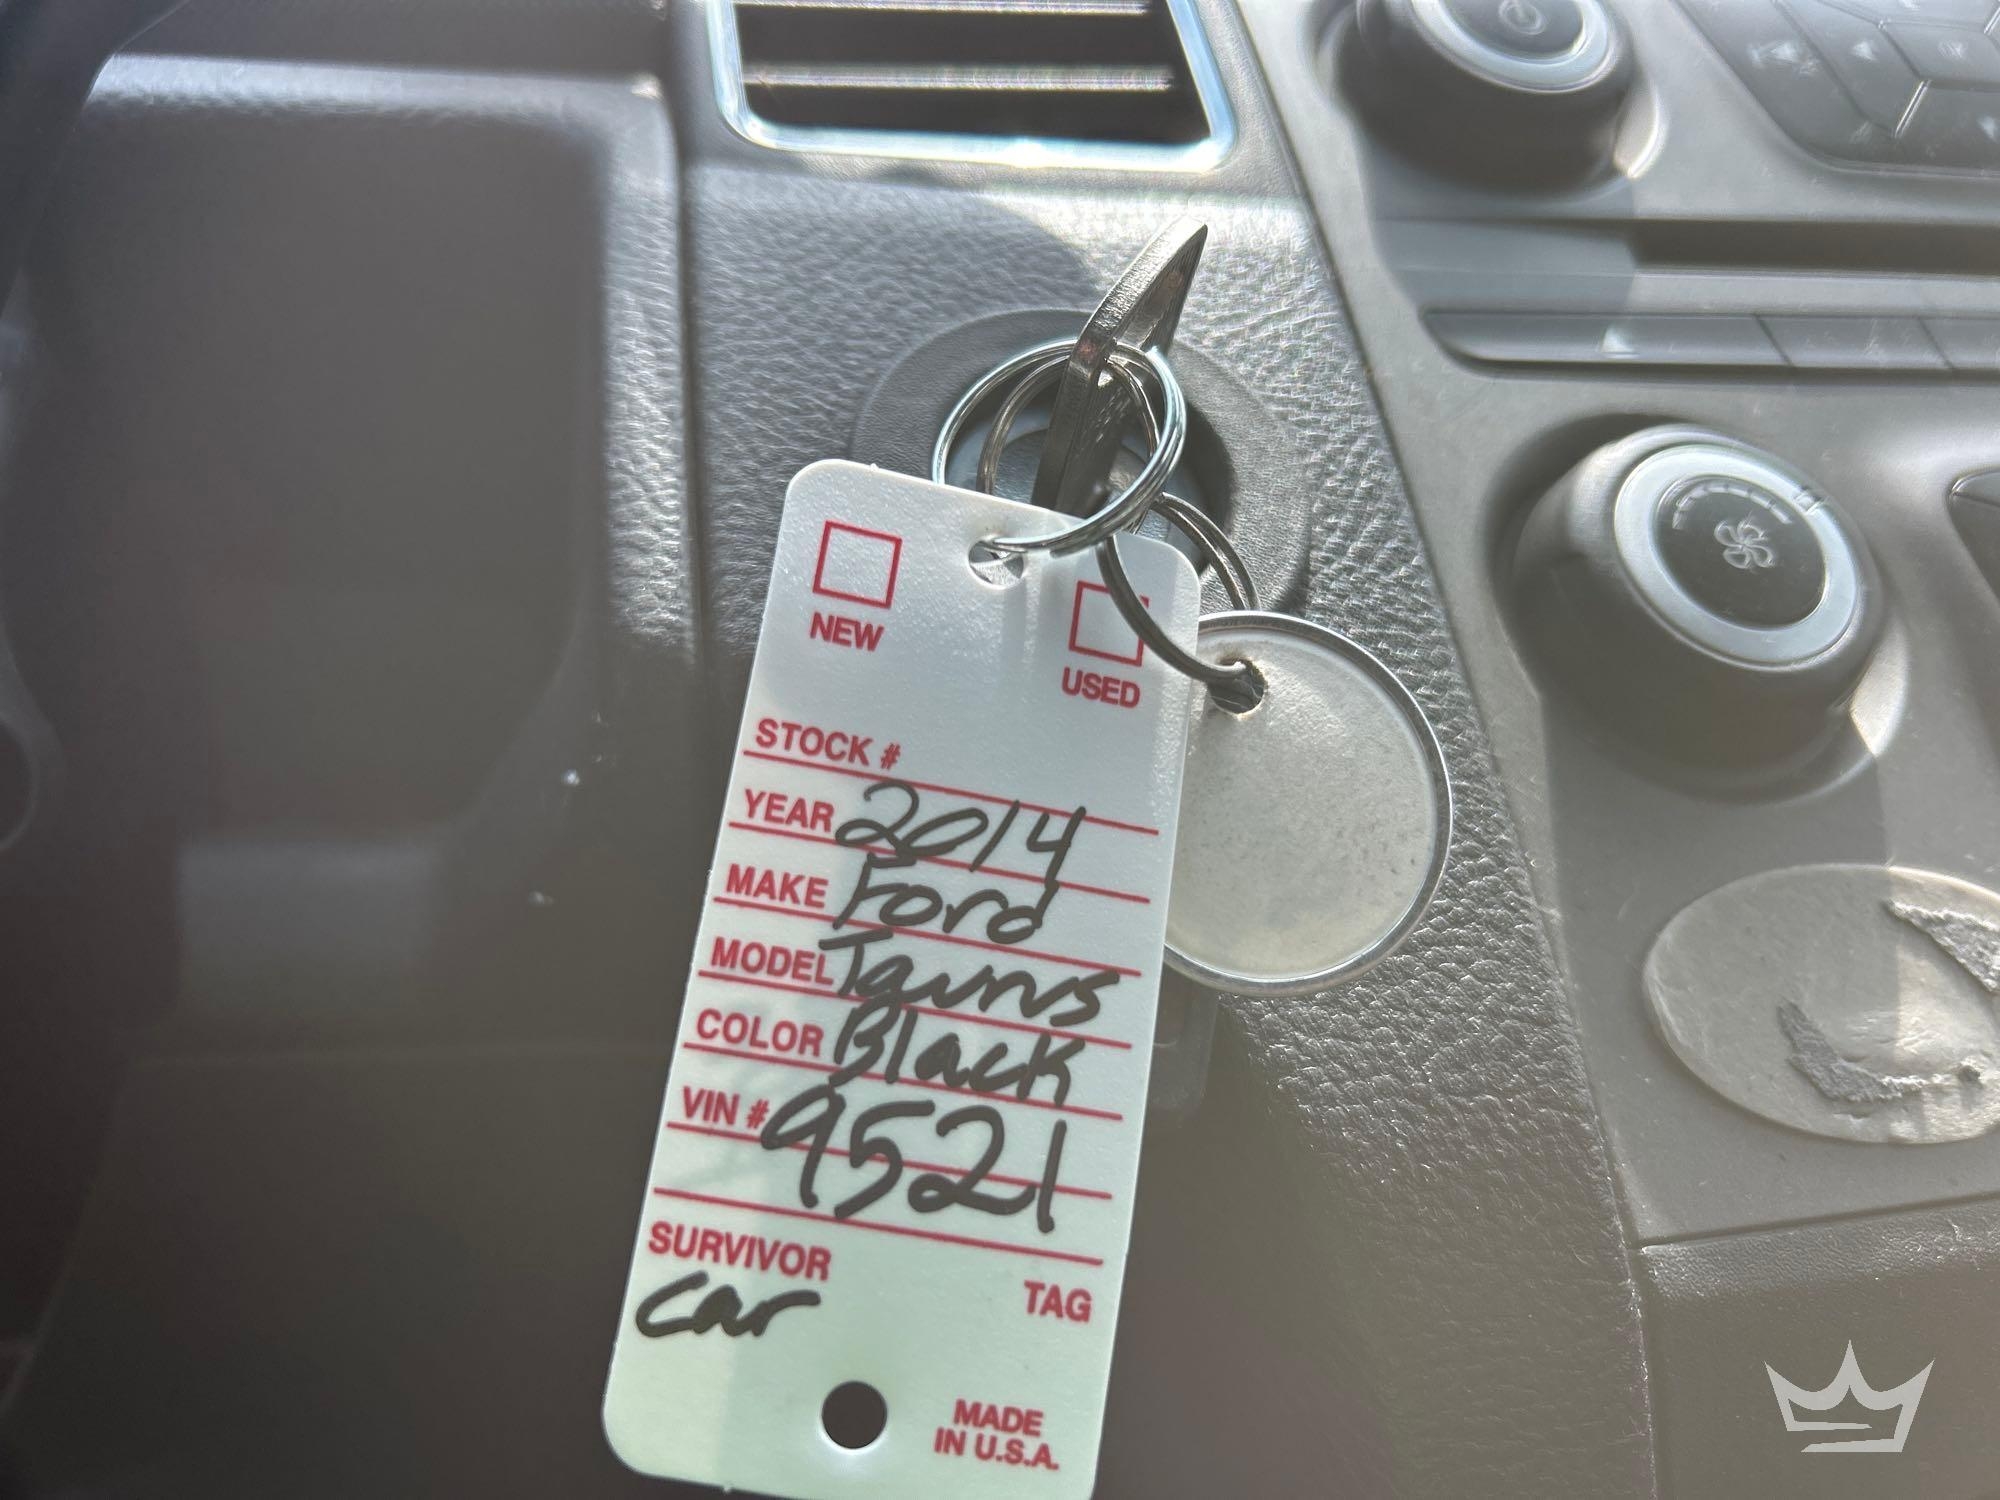 NEW USED
STOCK #
YEAR 2014
MAKE Ford
MODEL Taurus
COLOR Black
VIN # 9521
SURVIVOR TAG
Car
MADE
IN U.S.A.